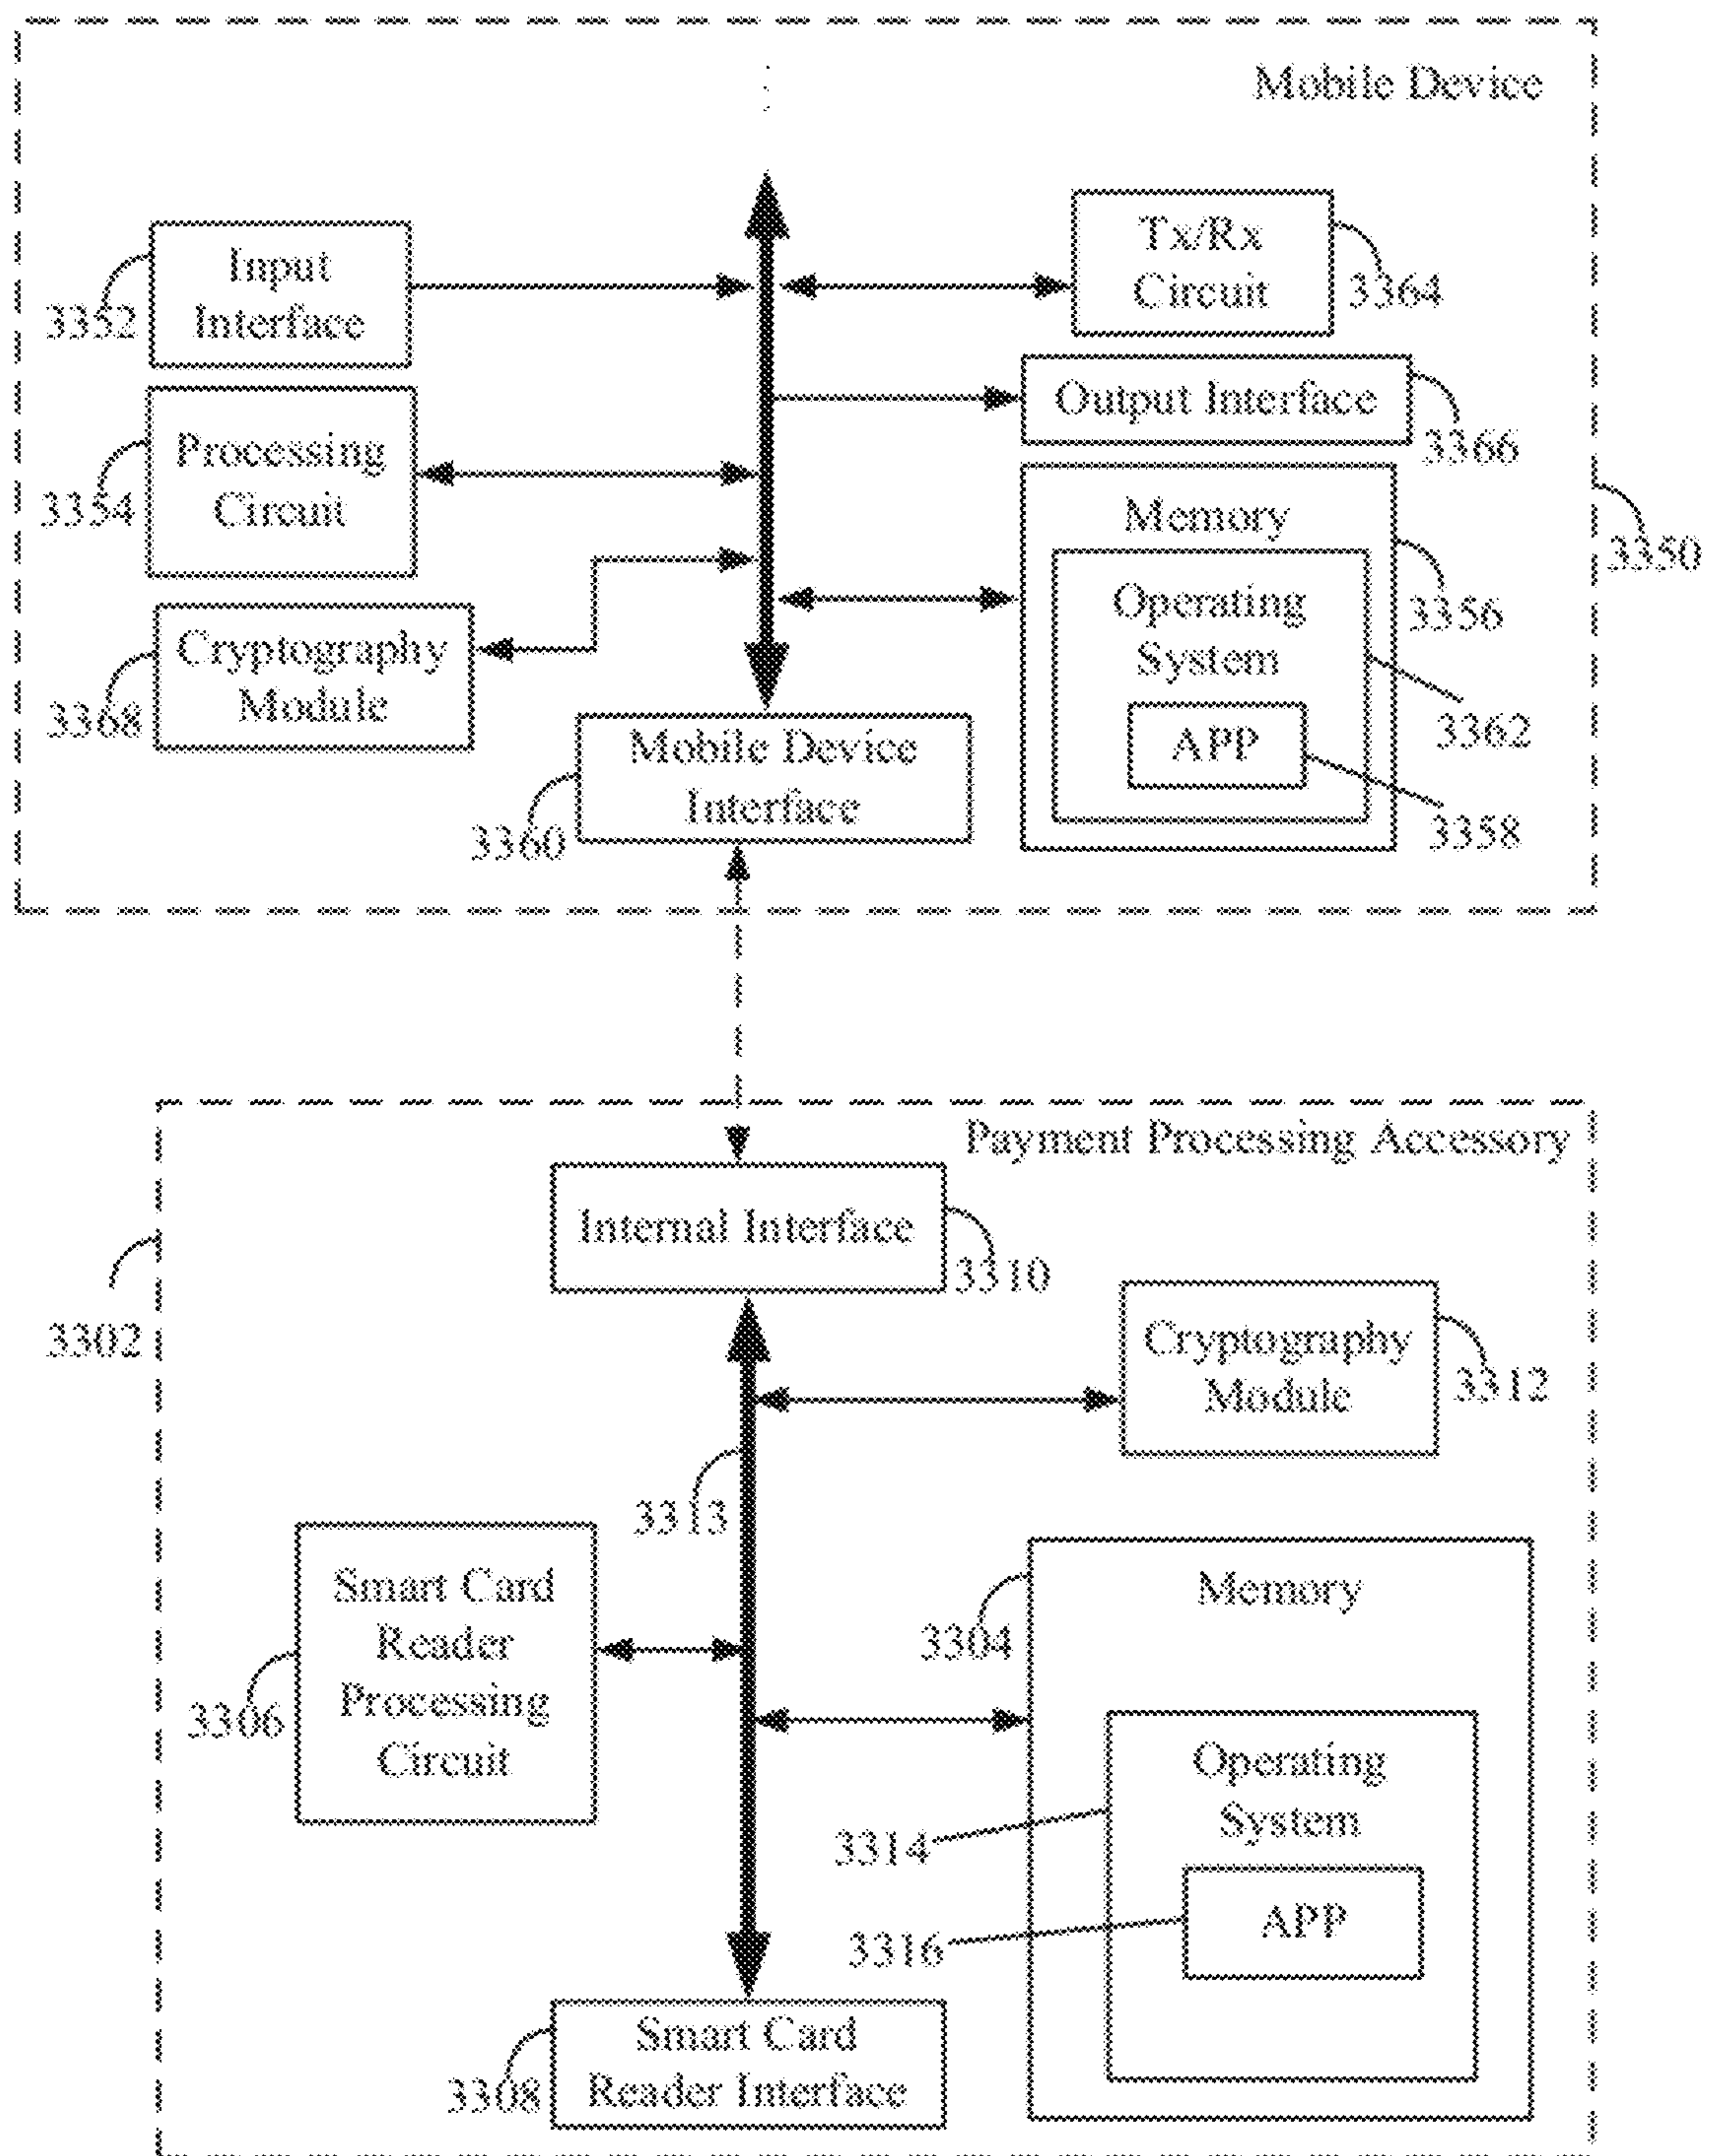 Mobile Device
Input
Interface
3352
Tx/Rx
Circuit
3364
Output Interface
3366
Processing
Circuit
3354
Memory
3350
Operating
System
3356
Cryptography
Module
3368
3362
APP
3358
Mobile Device
Interface
3360
Payment Processing Accessory
Internal Interface
3310
3302
Cryptography
Module
3312
3313
Smart Card
Reader
Processing
Circuit
3306
Memory
3304
Operating
System
3314
APP
3316
Smart Card
Reader Interface
3308